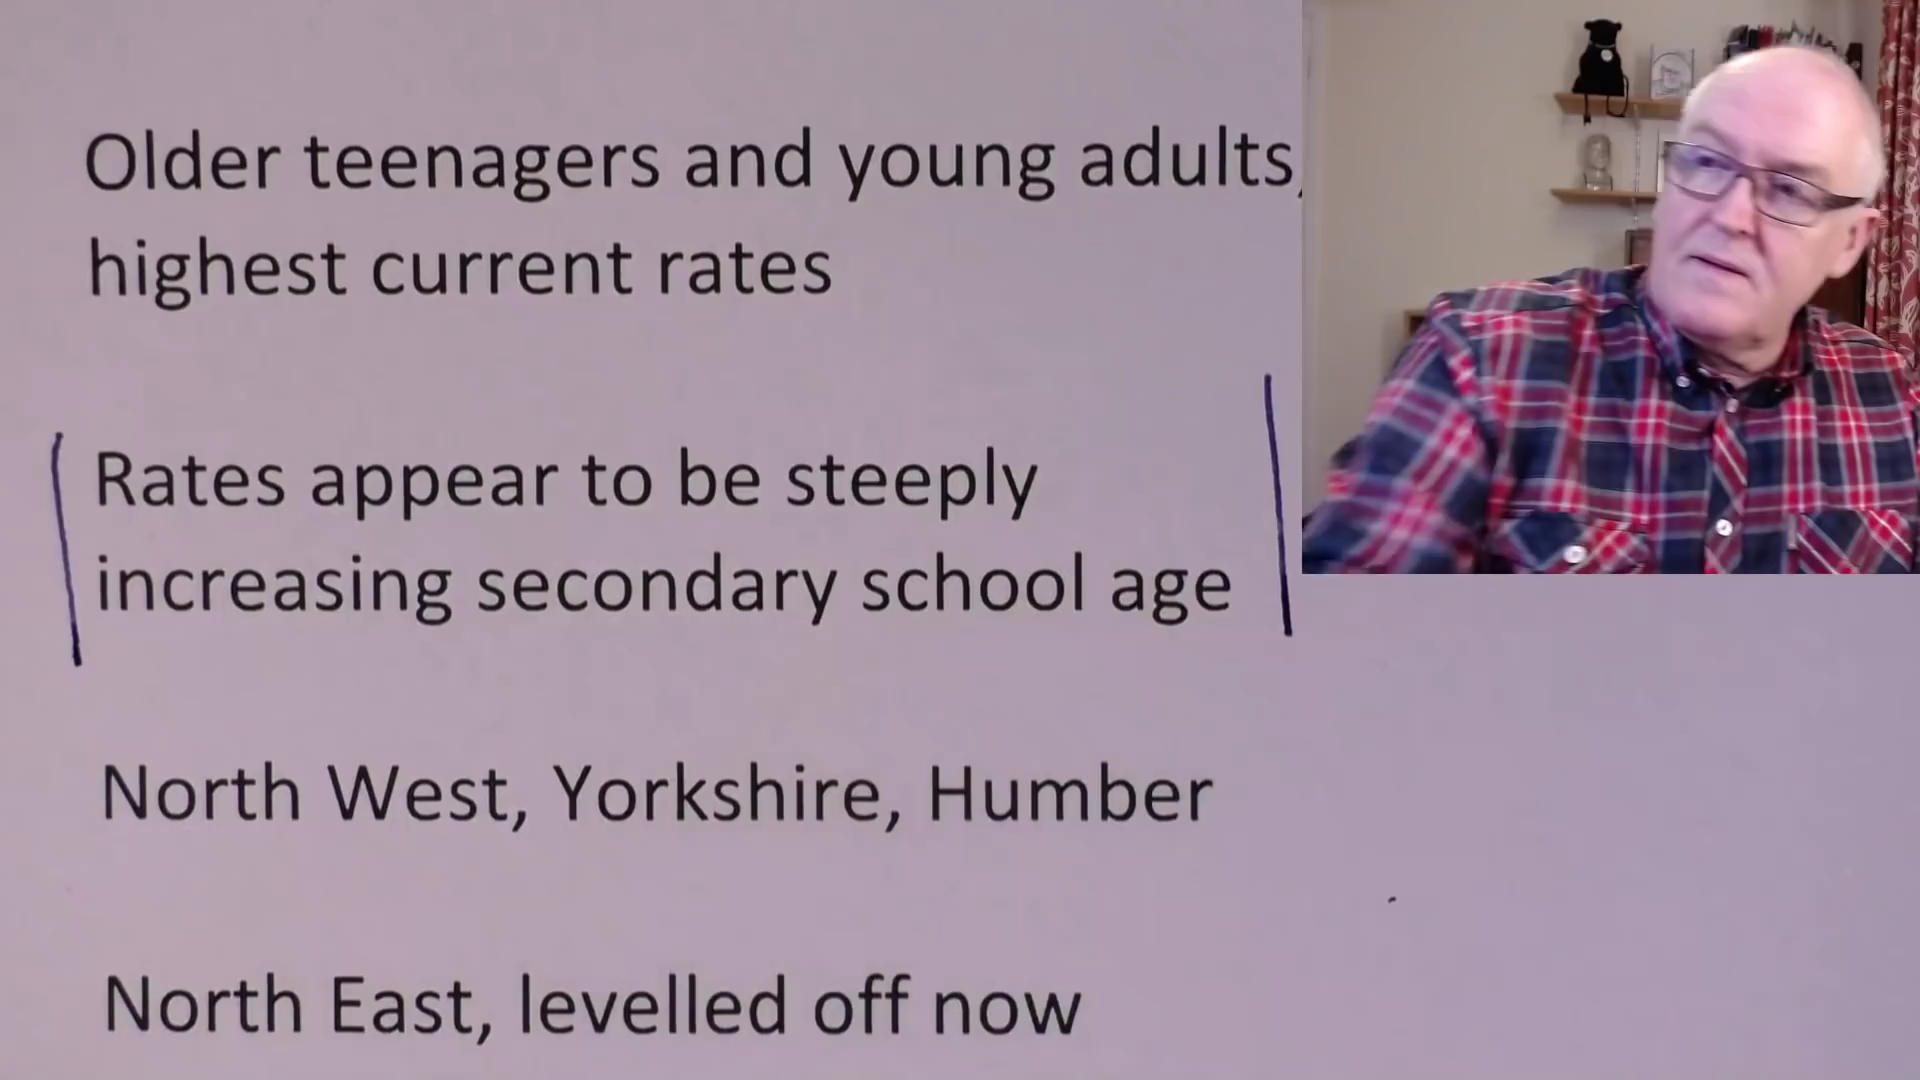 Older teenagers and young adults,
highest current rates
Rates appear to be steeply
increasing secondary school age
North West, Yorkshire, Humber
North East, levelled off now